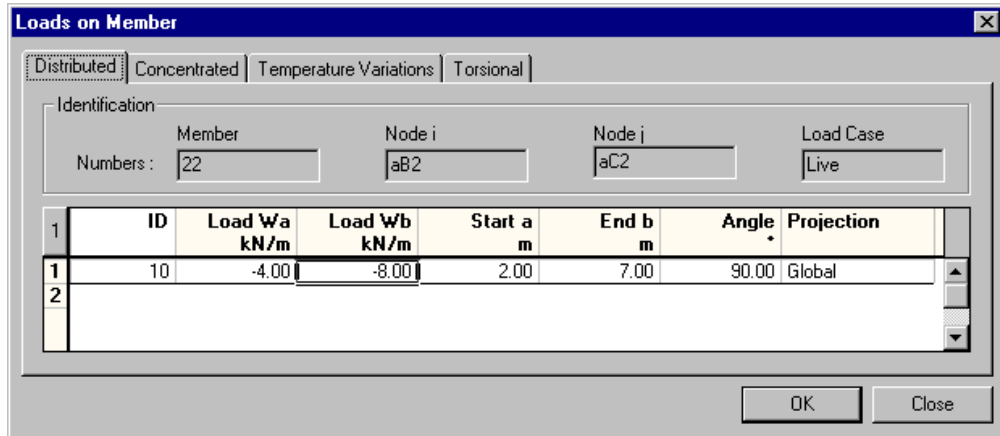 Loads on Member
Distributed Concentrated Temperature Variations Torsional
Identification
Member Node i Node j Load Case
Numbers : 22 aB2 aC2 Live
1 ID Load Wa Load Wb Start a End b Angle Projection
kN/m kN/m m m °
1 10 -4.00 -8.00 2.00 7.00 90.00 Global
2
OK Close